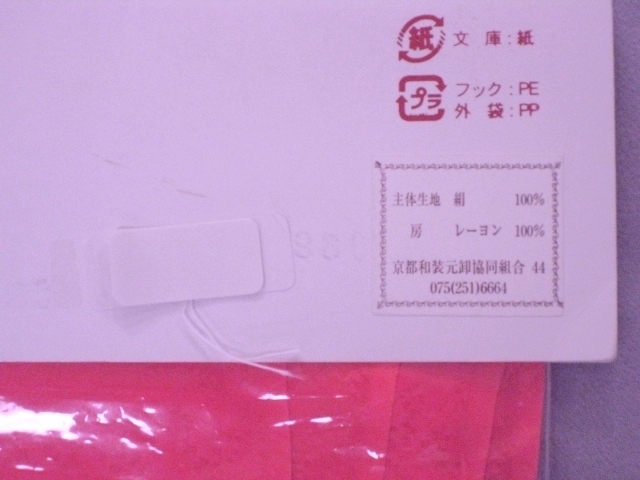 紙 文庫:紙
プラ フック:PE
外袋:PP
主体生地 絹 100%
房 レーヨン 100%
京都和装元卸協同組合 44
075(251)6664